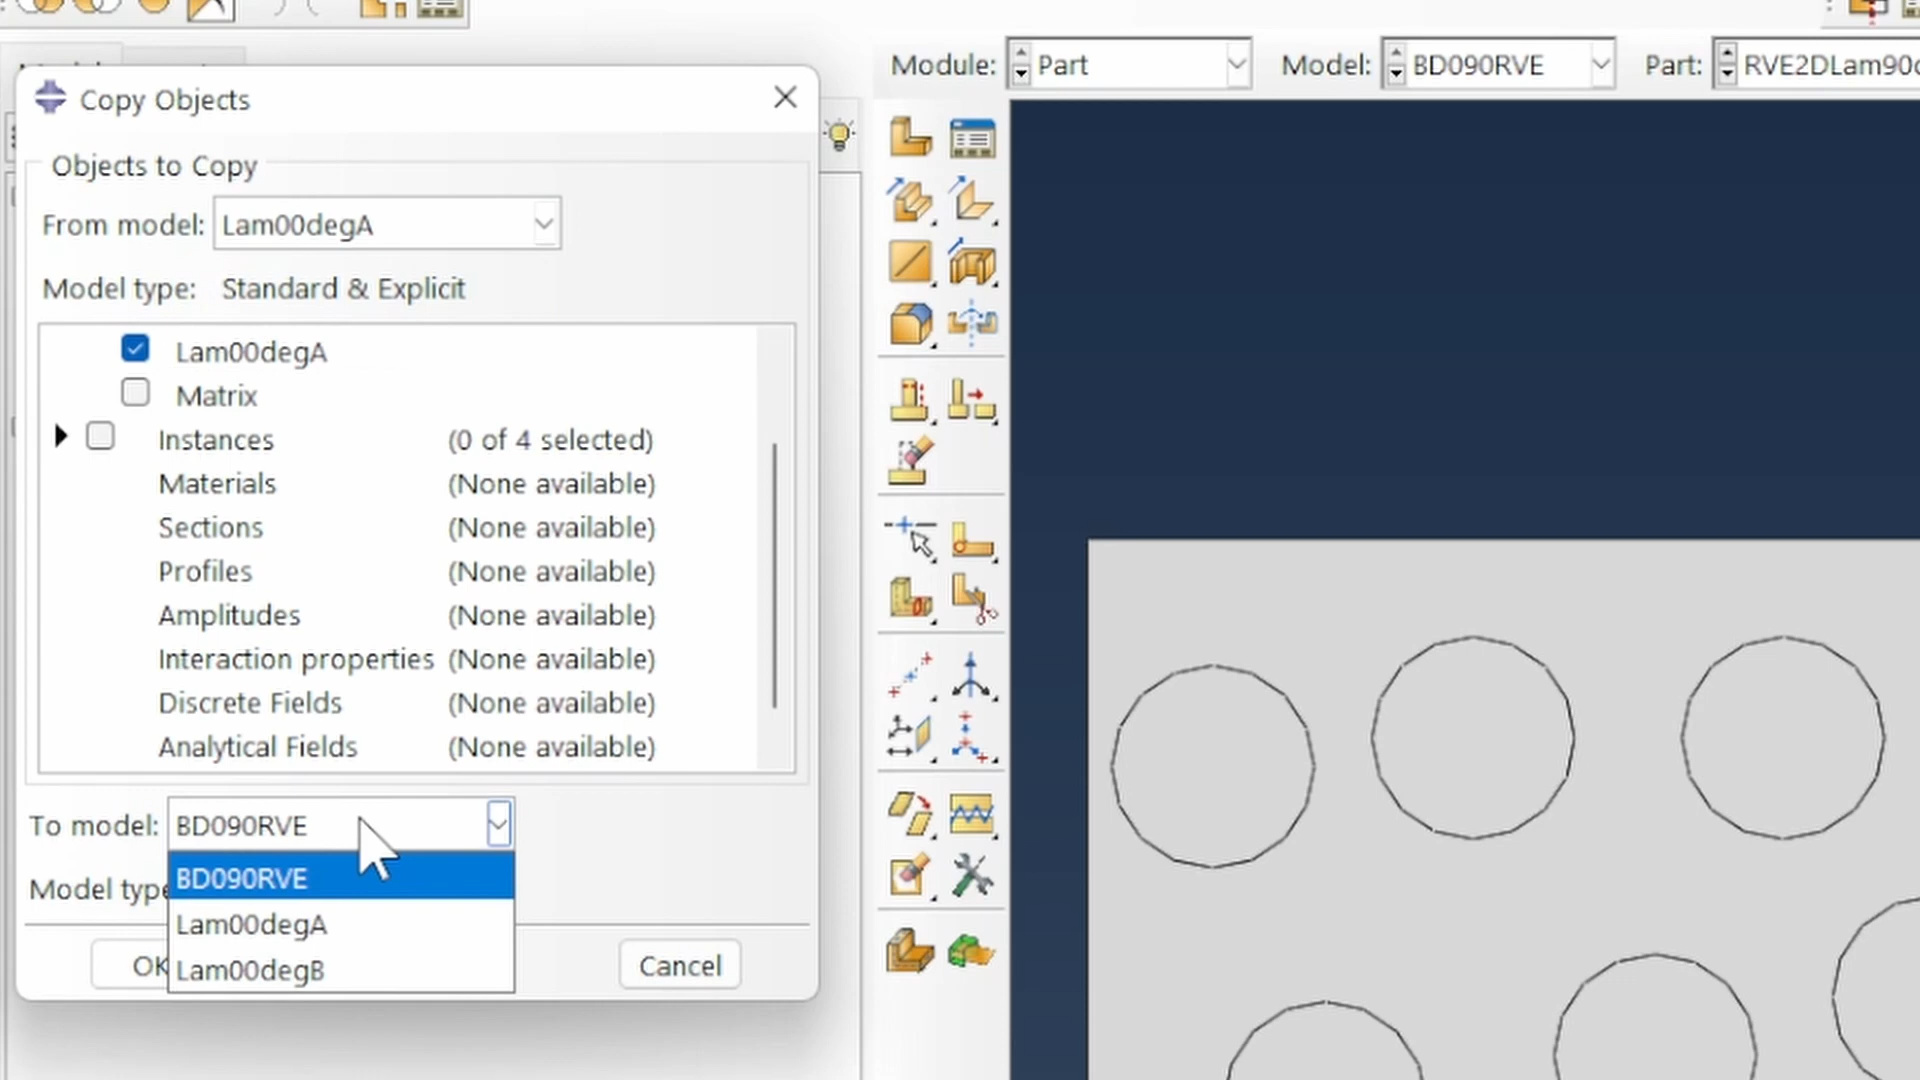 Module: Part Model: BD090RVE Part:
Copy Objects
Objects to Copy
From model: Lam00degA
Model type: Standard & Explicit
Lam00degA
Matrix
Instances (0 of 4 selected)
Materials (None available)
Sections (None available)
Profiles (None available)
Amplitudes (None available)
Interaction properties (None available)
Discrete Fields (None available)
Analytical Fields (None available)
To model: BD090RVE
BD090RVE
Model type
Lam00degA
OK
Lam00degB
Cancel